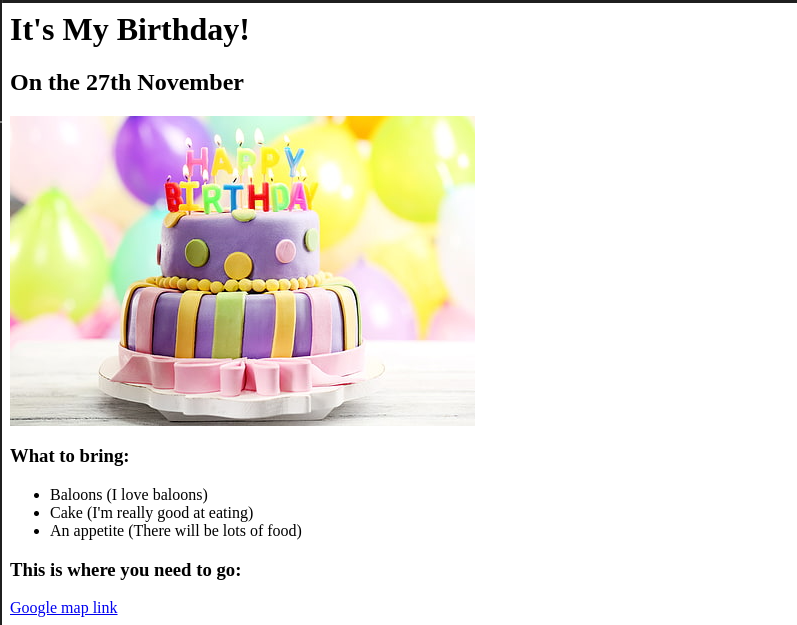 It's My Birthday!
On the 27th November
HAPPY
BIRTHDAY
What to bring:
Baloons (I love baloons)
Cake (I'm really good at eating)
An appetite (There will be lots of food)
This is where you need to go:
Google map link